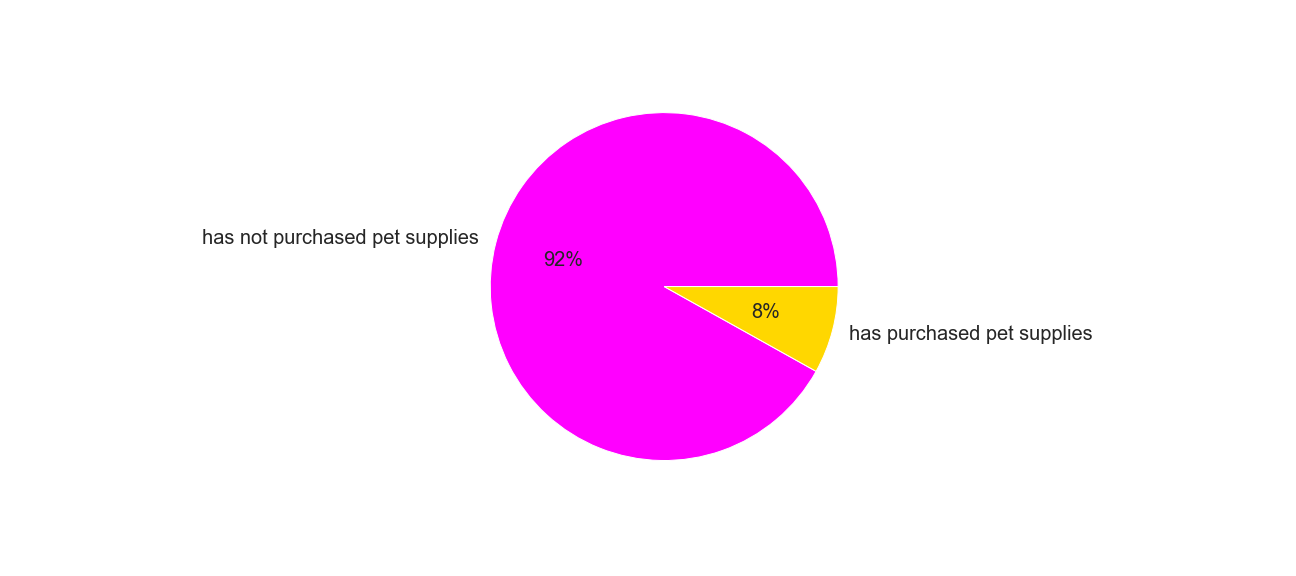 has not purchased pet supplies
92%
8%
has purchased pet supplies